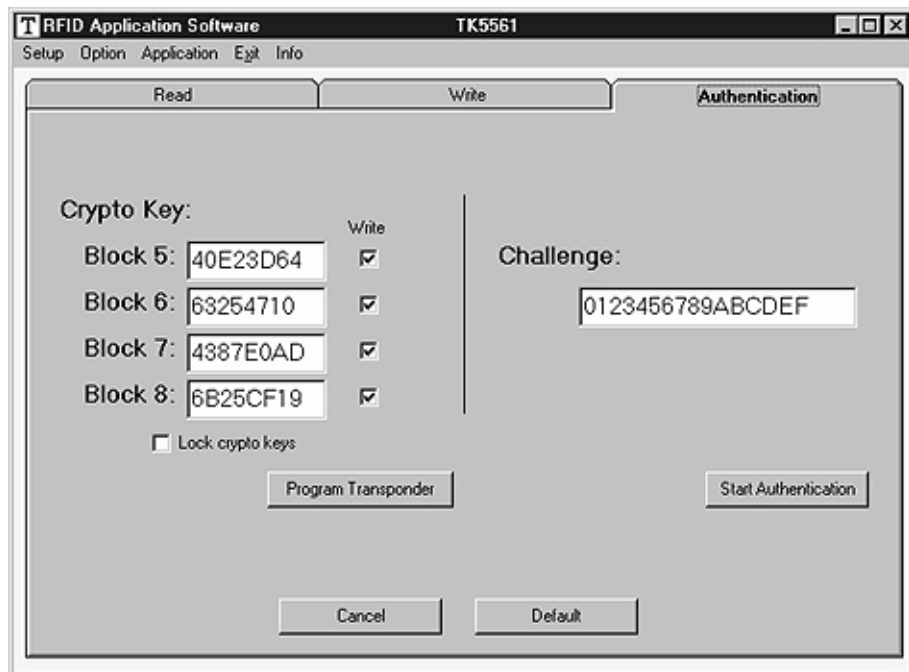 T RFID Application Software TK5561
Setup Option Application Exit Info
Read Write Authentication
Crypto Key:
Write
Block 5: 40E23D64
Challenge:
Block 6: 63254710
0123456789ABCDEF
Block 7: 4387E0AD
Block 8: 6B25CF19
Lock crypto keys
Program Transponder Start Authentication
Cancel Default